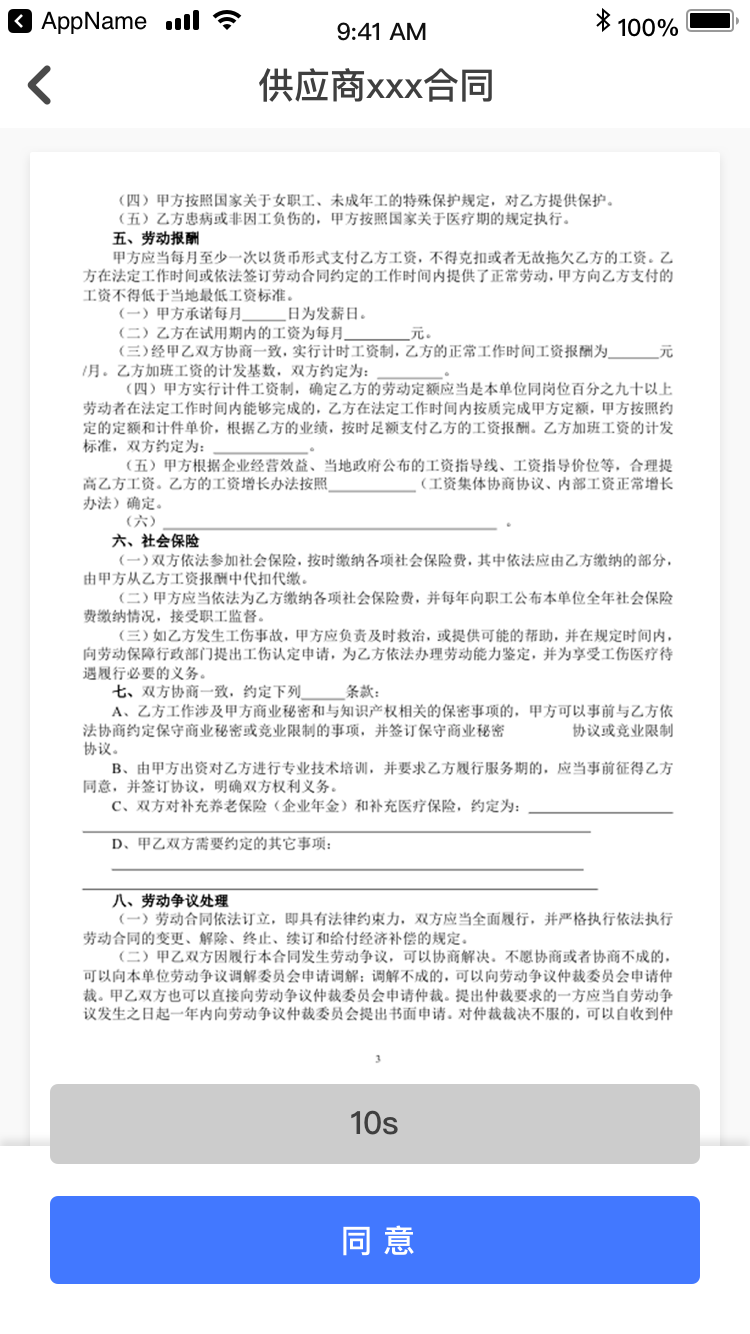 AppName
9:41 AM
100%
供应商xxx合同
（四）甲方按照国家关于女职工、未成年工的特殊保护规定，对乙方提供保护。
（五）乙方患病或非因工负伤的，甲方按照国家关于医疗期的规定执行。
五、劳动报酬
甲方应当每月至少一次以货币形式支付乙方工资，不得克扣或者无故拖欠乙方的工资。乙
方在法定工作时间或依法签订劳动合同约定的工作时间内提供了正常劳动，甲方向乙方支付的
工资不得低于当地最低工资标准。
（一）甲方承诺每月______日为发薪日。
（二）乙方在试用期内的工资为每月_________元。
（三）经甲乙双方协商一致，实行计时工资制，乙方的正常工作时间工资报酬为_______元
/月。乙方加班工资的计发基数，双方约定为：_________。
（四）甲方实行计件工资制，确定乙方的劳动定额应当是本单位同岗位百分之九十以上
劳动者在法定工作时间内能够完成的，乙方在法定工作时间内按质完成甲方定额，甲方按照约
定的定额和计件单价，根据乙方的业绩，按时足额支付乙方的工资报酬。乙方加班工资的计发
标准，双方约定为：_____________。
（五）甲方根据企业经营效益、当地政府公布的工资指导线、工资指导价位等，合理提
高乙方工资。乙方的工资增长办法按照____________（工资集体协商协议、内部工资正常增长
办法）确定。
（六）______________________________________________。
六、社会保险
（一）双方依法参加社会保险，按时缴纳各项社会保险费，其中依法应由乙方缴纳的部分，
由甲方从乙方工资报酬中代扣代缴。
（二）甲方应当依法为乙方缴纳各项社会保险费，并每年向职工公布本单位全年社会保险
费缴纳情况，接受职工监督。
（三）如乙方发生工伤事故，甲方应负责及时救治，或提供可能的帮助，并在规定时间内，
向劳动保障行政部门提出工伤认定申请，为乙方依法办理劳动能力鉴定，并为享受工伤医疗待
遇履行必要的义务。
七、双方协商一致，约定下列______条款：
A、乙方工作涉及甲方商业秘密和与知识产权相关的保密事项的，甲方可以事前与乙方依
法协商约定保守商业秘密或竞业限制的事项，并签订保守商业秘密 协议或竞业限制
协议。
B、由甲方出资对乙方进行专业技术培训，并要求乙方履行服务期的，应当事前征得乙方
同意，并签订协议，明确双方权利义务。
C、双方对补充养老保险（企业年金）和补充医疗保险，约定为：____________________
D、甲乙双方需要约定的其它事项：
八、劳动争议处理
（一）劳动合同依法订立，即具有法律约束力，双方应当全面履行，并严格执行依法执行
劳动合同的变更、解除、终止、续订和给付经济补偿的规定。
（二）甲乙双方因履行本合同发生劳动争议，可以协商解决。不愿协商或者协商不成的，
可以向本单位劳动争议调解委员会申请调解；调解不成的，可以向劳动争议仲裁委员会申请仲
裁。甲乙双方也可以直接向劳动争议仲裁委员会申请仲裁。提出仲裁要求的一方应当自劳动争
议发生之日起一年内向劳动争议仲裁委员会提出书面申请。对仲裁裁决不服的，可以自收到仲
3
10s
同意